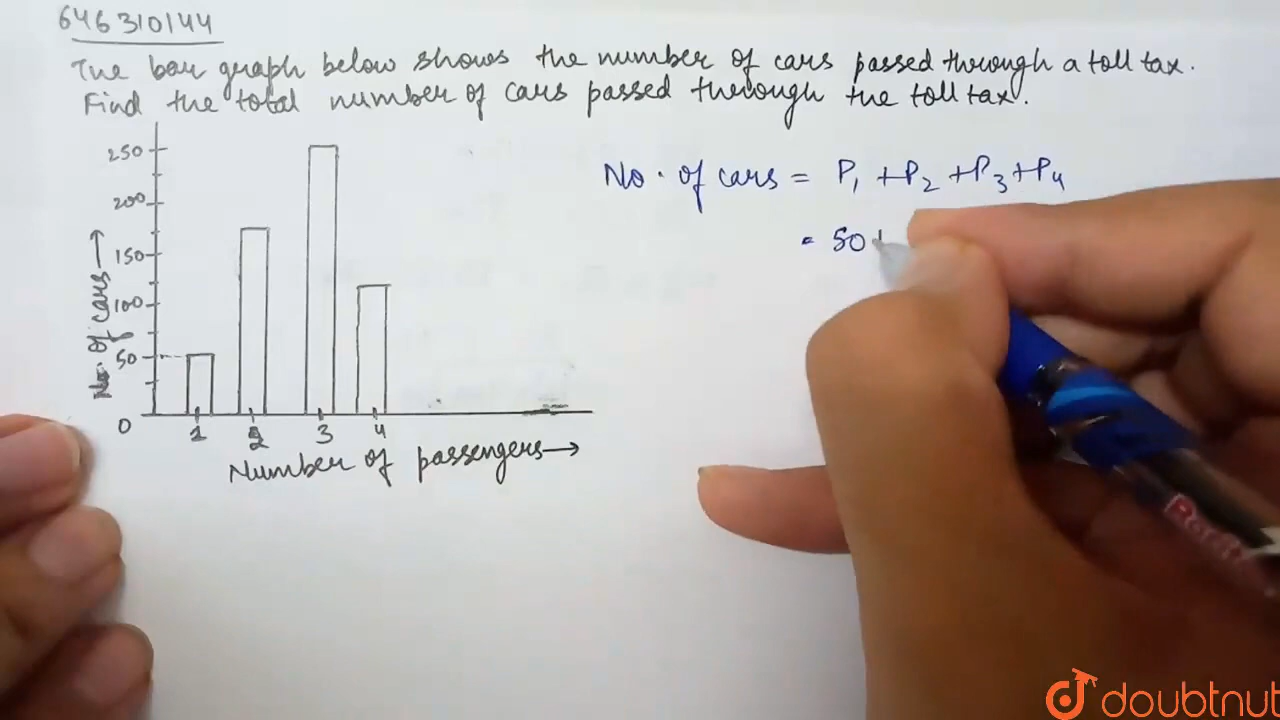 646310144
The bar graph below shows the number of cars passed through a toll tax.
Find the total number of cars passed through the toll tax.
No. of cars = P1 + P2 + P3 + P4
= 50 +
250
200
150
100
50
0
No. of cars →
1 2 3 4
Number of passengers →
doubtnut